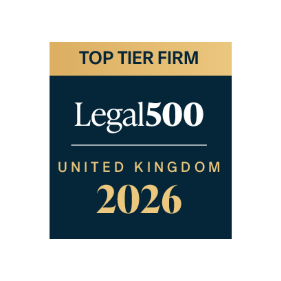 TOP TIER FIRM
Legal500
UNITED KINGDOM
2026